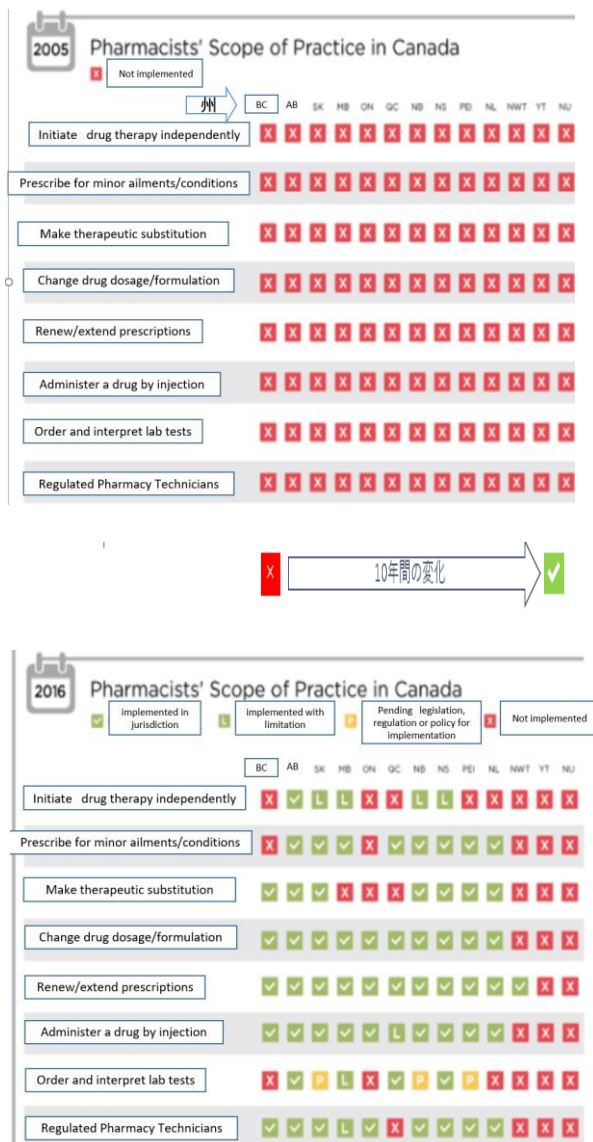 2005 Pharmacists' Scope of Practice in Canada
X Not implemented
州 BC AB SK MB ON QC NB NS PEI NL NWT YT NU
Initiate drug therapy independently X X X X X X X X X X X X X
Prescribe for minor ailments/conditions X X X X X X X X X X X X X
Make therapeutic substitution X X X X X X X X X X X X X
Change drug dosage/formulation X X X X X X X X X X X X X
Renew/extend prescriptions X X X X X X X X X X X X X
Administer a drug by injection X X X X X X X X X X X X X
Order and interpret lab tests X X X X X X X X X X X X X
Regulated Pharmacy Technicians X X X X X X X X X X X X X
X 10年間の変化 ✓
2016 Pharmacists' Scope of Practice in Canada
✓ implemented in
jurisdiction
L implemented with
limitation
P Pending legislation,
regulation or policy for
implementation
X Not implemented
BC AB SK MB ON QC NB NS PEI NL NWT YT NU
Initiate drug therapy independently X ✓ L L X X L L X X X X X
Prescribe for minor ailments/conditions X ✓ ✓ ✓ X ✓ ✓ ✓ ✓ ✓ X X X
Make therapeutic substitution ✓ ✓ ✓ X X X ✓ ✓ ✓ ✓ X X X
Change drug dosage/formulation ✓ ✓ ✓ ✓ ✓ ✓ ✓ ✓ ✓ ✓ X X X
Renew/extend prescriptions ✓ ✓ ✓ ✓ ✓ ✓ ✓ ✓ ✓ ✓ ✓ X X
Administer a drug by injection ✓ ✓ ✓ ✓ ✓ L ✓ ✓ ✓ ✓ X X X
Order and interpret lab tests X ✓ P L X ✓ P ✓ P X X X X
Regulated Pharmacy Technicians ✓ ✓ ✓ L ✓ X ✓ ✓ ✓ ✓ X X X